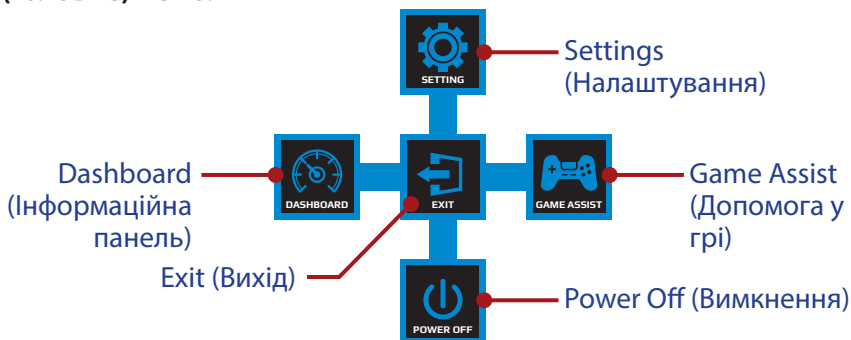 SETTING
Settings
(Налаштування)
Dashboard
(Інформаційна
панель)
DASHBOARD
EXIT
GAME ASSIST
Game Assist
(Допомога у
грі)
Exit (Вихід)
POWER OFF
Power Off (Вимкнення)